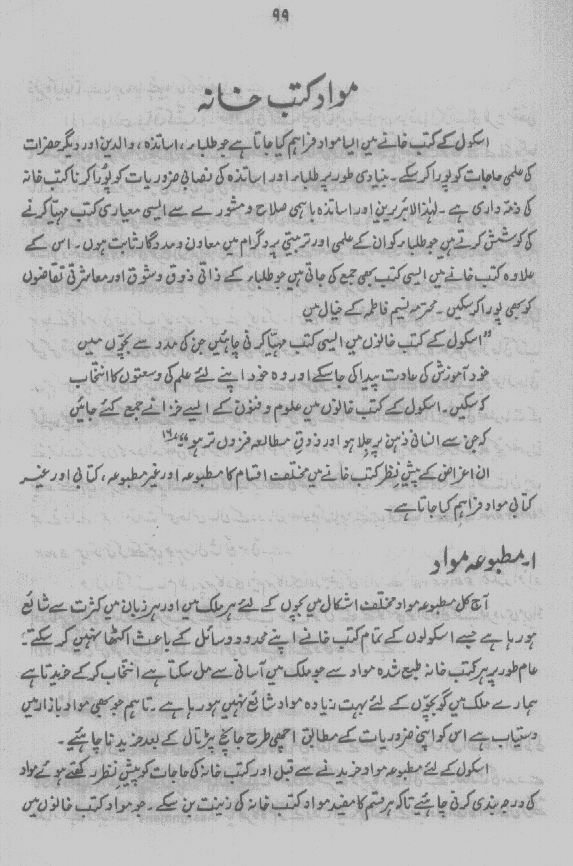 ۹۹
مواد کتب خانہ
اسکول کے کتب خانے میں ایسا مواد فراہم کیا جاتا ہے جو طلباء، اساتذہ، والدین اور دیگر حضرات
کی علمی حاجات کو پورا کر سکے۔ بنیادی طور پر طلباء اور اساتذہ کی نصابی ضروریات کو پورا کرنا کتب خانہ
کی ذمہ داری ہے۔ لہٰذا لائبریرین اور اساتذہ باہمی صلاح و مشورے سے ایسی معیاری کتب مہیا کرنے
کی کوشش کرتے ہیں جو طلباء کو ان کے علمی اور تربیتی پروگرام میں معاون و مددگار ثابت ہوں۔ اس کے
علاوہ کتب خانے میں ایسی کتب بھی جمع کی جاتی ہیں جو طلباء کے ذاتی ذوق و شوق اور معاشرتی تقاضوں
کو بھی پورا کر سکیں۔ محترمہ نسیم فاطمہ کے خیال میں
"اسکول کے کتب خانوں میں ایسی کتب مہیا کرنی چاہئیں جن کی مدد سے بچوں میں
خود آموزش کی عادت پیدا کی جا سکے اور وہ خود اپنے لئے علم کی وسعتوں کا انتخاب
کر سکیں۔ اسکول کے کتب خانوں میں علوم و فنون کے ایسے خزانے جمع کئے جائیں
کہ جن سے انسانی ذہن پر جِلا ہو اور ذوقِ مطالعہ فزوں تر ہو"
ان اغراض کے پیشِ نظر کتب خانے میں مختلف اقسام کا مطبوعہ اور غیر مطبوعہ، کتابی اور غیر
کتابی مواد فراہم کیا جاتا ہے۔
۱۔ مطبوعہ مواد
آج کل مطبوعہ مواد مختلف اشکال میں بچوں کے لئے ہر ملک میں اور ہر زبان میں کثرت سے شائع
ہو رہا ہے جسے اسکولوں کے تمام کتب خانے اپنے محدود وسائل کے باعث اکٹھا نہیں کر سکتے۔
عام طور پر ہر کتب خانہ طبع شدہ مواد سے جو ملک میں آسانی سے مل سکتا ہے انتخاب کر کے خریدتا ہے
ہمارے ملک میں گو بچوں کے لئے بہت زیادہ مواد شائع نہیں ہو رہا ہے۔ تاہم جو بھی مواد بازار میں
دستیاب ہے اس کو اپنی ضروریات کے مطابق اچھی طرح جانچ پڑتال کے بعد خریدنا چاہئیے۔
اسکول کے لئے مطبوعہ مواد خریدنے سے قبل اور کتب خانہ کی حاجات کو پیشِ نظر رکھتے ہوئے مواد
کی درجہ بندی کرنی چاہئیے تاکہ ہر قسم کا مفید مواد کتب خانہ کی زینت بن سکے۔ جو مواد کتب خانوں میں